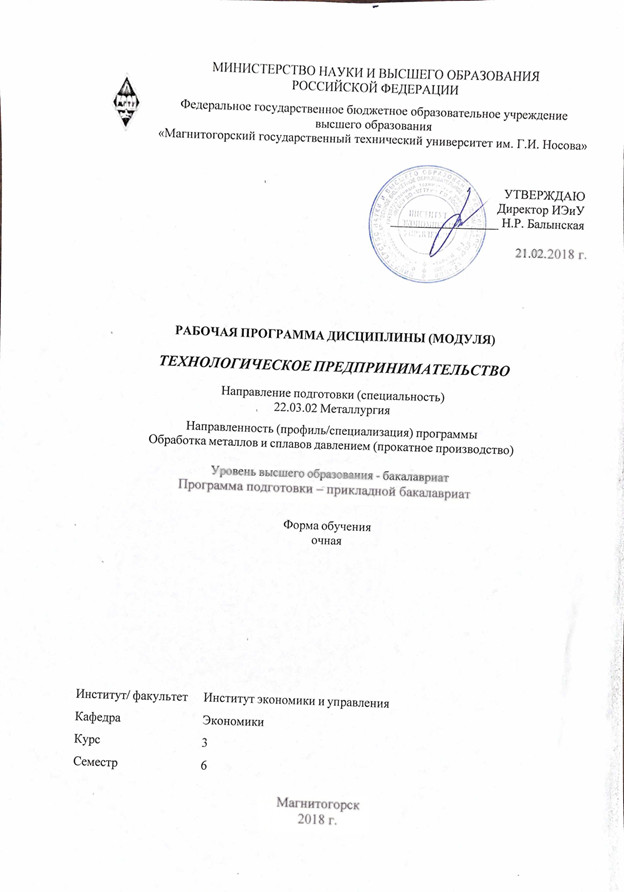 МИНИСТЕРСТВО НАУКИ И ВЫСШЕГО ОБРАЗОВАНИЯ
РОССИЙСКОЙ ФЕДЕРАЦИИ
Федеральное государственное бюджетное образовательное учреждение
высшего образования
«Магнитогорский государственный технический университет им. Г.И. Носова»
УТВЕРЖДАЮ
Директор ИЭиУ
Н.Р. Балынская
21.02.2018 г.
РАБОЧАЯ ПРОГРАММА ДИСЦИПЛИНЫ (МОДУЛЯ)
ТЕХНОЛОГИЧЕСКОЕ ПРЕДПРИНИМАТЕЛЬСТВО
Направление подготовки (специальность)
22.03.02 Металлургия
Направленность (профиль/специализация) программы
Обработка металлов и сплавов давлением (прокатное производство)
Уровень высшего образования - бакалавриат
Программа подготовки – прикладной бакалавриат
Форма обучения
очная
Институт/ факультет Институт экономики и управления
Кафедра Экономики
Курс 3
Семестр 6
Магнитогорск
2018 г.